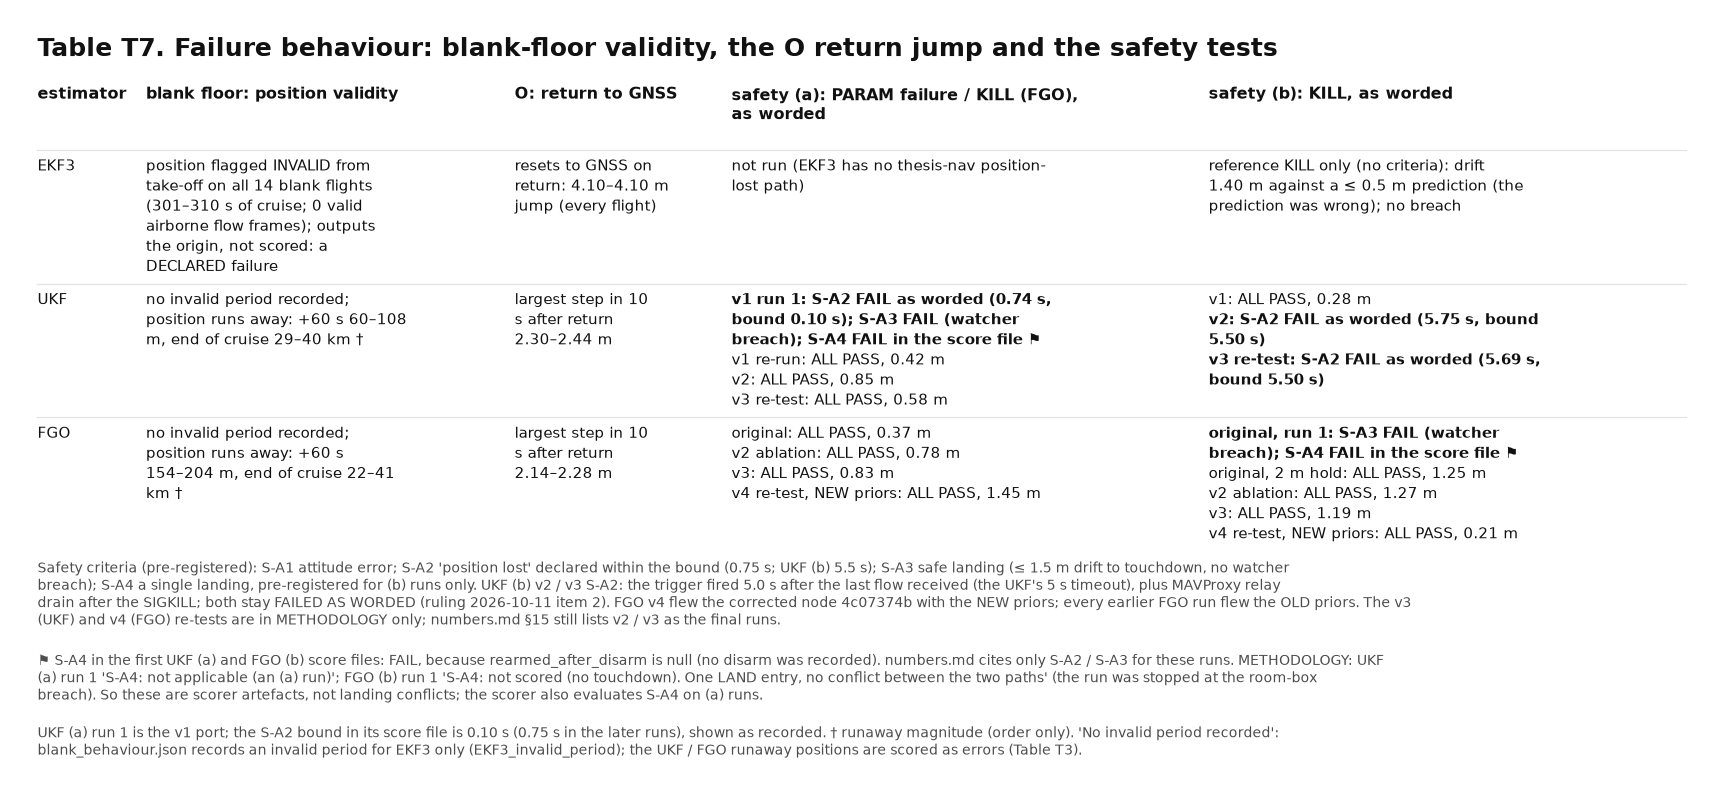 Table T7. Failure behaviour: blank-floor validity, the O return jump and the safety tests
estimator
blank floor: position validity
O: return to GNSS
safety (a): PARAM failure / KILL (FGO),
as worded
safety (b): KILL, as worded
EKF3
position flagged INVALID from
take-off on all 14 blank flights
(301–310 s of cruise; 0 valid
airborne flow frames); outputs
the origin, not scored: a
DECLARED failure
resets to GNSS on
return: 4.10–4.10 m
jump (every flight)
not run (EKF3 has no thesis-nav position-
lost path)
reference KILL only (no criteria): drift
1.40 m against a ≤ 0.5 m prediction (the
prediction was wrong); no breach
UKF
no invalid period recorded;
position runs away: +60 s 60–108
m, end of cruise 29–40 km †
largest step in 10
s after return
2.30–2.44 m
v1 run 1: S-A2 FAIL as worded (0.74 s,
bound 0.10 s); S-A3 FAIL (watcher
breach); S-A4 FAIL in the score file ⚑
v1 re-run: ALL PASS, 0.42 m
v2: ALL PASS, 0.85 m
v3 re-test: ALL PASS, 0.58 m
v1: ALL PASS, 0.28 m
v2: S-A2 FAIL as worded (5.75 s, bound
5.50 s)
v3 re-test: S-A2 FAIL as worded (5.69 s,
bound 5.50 s)
FGO
no invalid period recorded;
position runs away: +60 s
154–204 m, end of cruise 22–41
km †
largest step in 10
s after return
2.14–2.28 m
original: ALL PASS, 0.37 m
v2 ablation: ALL PASS, 0.78 m
v3: ALL PASS, 0.83 m
v4 re-test, NEW priors: ALL PASS, 1.45 m
original, run 1: S-A3 FAIL (watcher
breach); S-A4 FAIL in the score file ⚑
original, 2 m hold: ALL PASS, 1.25 m
v2 ablation: ALL PASS, 1.27 m
v3: ALL PASS, 1.19 m
v4 re-test, NEW priors: ALL PASS, 0.21 m
Safety criteria (pre-registered): S-A1 attitude error; S-A2 'position lost' declared within the bound (0.75 s; UKF (b) 5.5 s); S-A3 safe landing (≤ 1.5 m drift to touchdown, no watcher
breach); S-A4 a single landing, pre-registered for (b) runs only. UKF (b) v2 / v3 S-A2: the trigger fired 5.0 s after the last flow received (the UKF's 5 s timeout), plus MAVProxy relay
drain after the SIGKILL; both stay FAILED AS WORDED (ruling 2026-10-11 item 2). FGO v4 flew the corrected node 4c07374b with the NEW priors; every earlier FGO run flew the OLD priors. The v3
(UKF) and v4 (FGO) re-tests are in METHODOLOGY only; numbers.md §15 still lists v2 / v3 as the final runs.
⚑ S-A4 in the first UKF (a) and FGO (b) score files: FAIL, because rearmed_after_disarm is null (no disarm was recorded). numbers.md cites only S-A2 / S-A3 for these runs. METHODOLOGY: UKF
(a) run 1 'S-A4: not applicable (an (a) run)'; FGO (b) run 1 'S-A4: not scored (no touchdown). One LAND entry, no conflict between the two paths' (the run was stopped at the room-box
breach). So these are scorer artefacts, not landing conflicts; the scorer also evaluates S-A4 on (a) runs.
UKF (a) run 1 is the v1 port; the S-A2 bound in its score file is 0.10 s (0.75 s in the later runs), shown as recorded. † runaway magnitude (order only). 'No invalid period recorded':
blank_behaviour.json records an invalid period for EKF3 only (EKF3_invalid_period); the UKF / FGO runaway positions are scored as errors (Table T3).